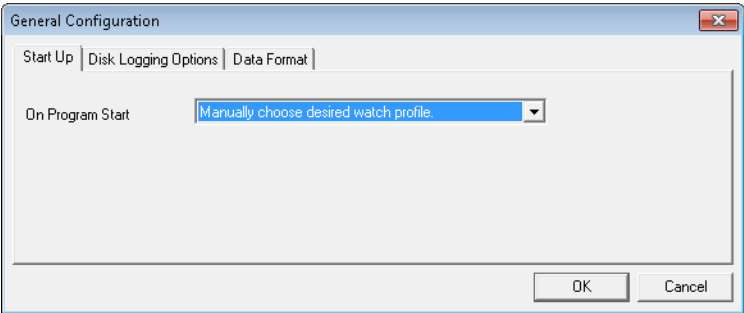 General Configuration
Start Up Disk Logging Options Data Format
On Program Start Manually choose desired watch profile.
OK Cancel